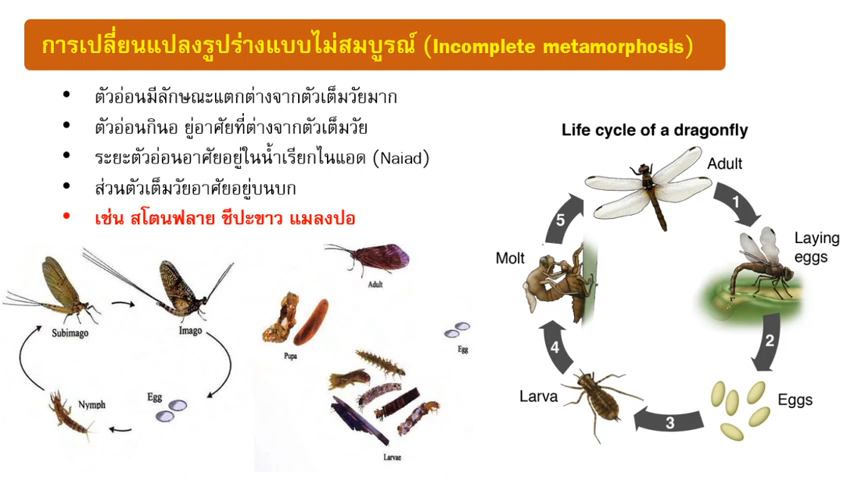 การเปลี่ยนแปลงรูปร่างแบบไม่สมบูรณ์ (Incomplete metamorphosis)
• ตัวอ่อนมีลักษณะแตกต่างจากตัวเต็มวัยมาก
• ตัวอ่อนกินอ ยู่อาศัยที่ต่างจากตัวเต็มวัย
• ระยะตัวอ่อนอาศัยอยู่ในน้ำเรียกไนแอด (Naiad)
• ส่วนตัวเต็มวัยอาศัยอยู่บนบก
• เช่น สโตนฟลาย ชีปะขาว แมลงปอ
Subimago
Imago
Nymph
Egg
Adult
Pupa
Egg
Larvae
Life cycle of a dragonfly
Adult
1
Laying
eggs
2
Eggs
3
Larva
4
Molt
5